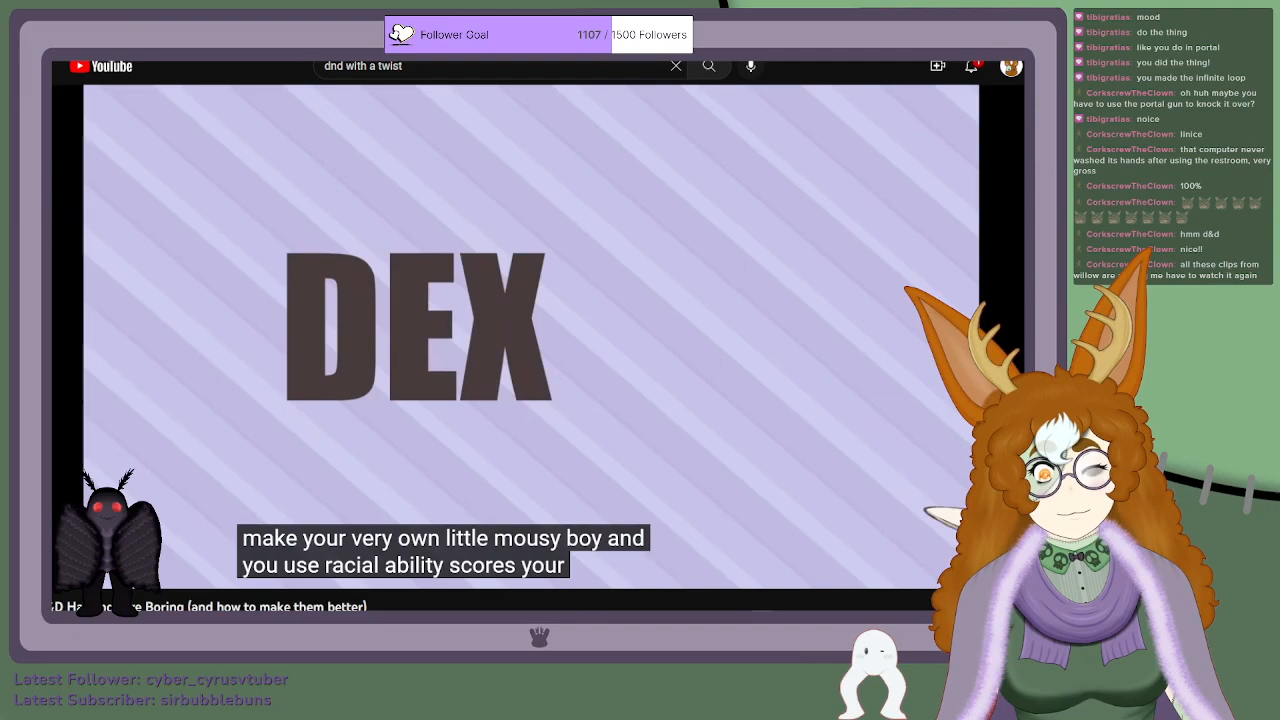 Follower Goal 1107 / 1500 Followers
YouTube
dnd with a twist
DEX
make your very own little mousy boy and
you use racial ability scores your
(and how to make them better)
Latest Follower: cyber_cyrusvtuber
Latest Subscriber: sirbubblebuns
tibigratias: mood
tibigratias: do the thing
tibigratias: like you do in portal
tibigratias: you did the thing!
tibigratias: you made the infinite loop
CorkscrewTheClown: oh huh maybe you
have to use the portal gun to knock it over?
tibigratias: noice
CorkscrewTheClown: linice
CorkscrewTheClown: that computer never
washed its hands after using the restroom, very
gross
CorkscrewTheClown: 100%
CorkscrewTheClown:
CorkscrewTheClown: hmm d&d
CorkscrewTheClown: nice!!
CorkscrewTheClown: all these clips from
willow are me have to watch it again